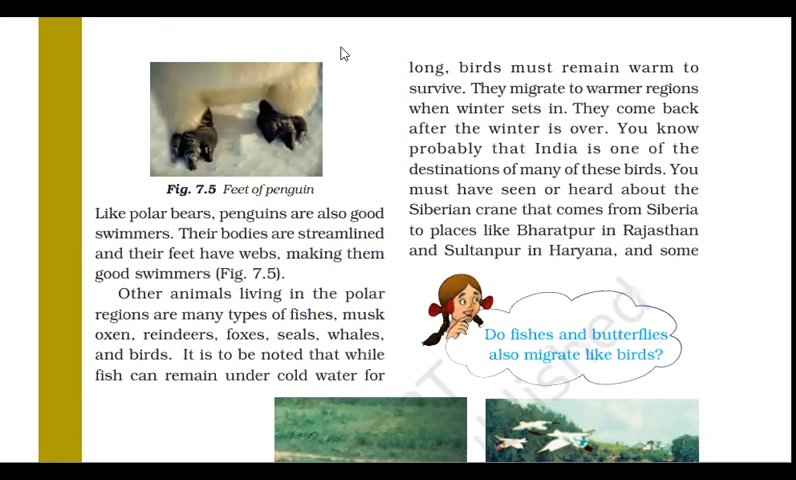 Fig. 7.5 Feet of penguin
Like polar bears, penguins are also good
swimmers. Their bodies are streamlined
and their feet have webs, making them
good swimmers (Fig. 7.5).
Other animals living in the polar
regions are many types of fishes, musk
oxen, reindeers, foxes, seals, whales,
and birds. It is to be noted that while
fish can remain under cold water for
long, birds must remain warm to
survive. They migrate to warmer regions
when winter sets in. They come back
after the winter is over. You know
probably that India is one of the
destinations of many of these birds. You
must have seen or heard about the
Siberian crane that comes from Siberia
to places like Bharatpur in Rajasthan
and Sultanpur in Haryana, and some
Do fishes and butterflies
also migrate like birds?